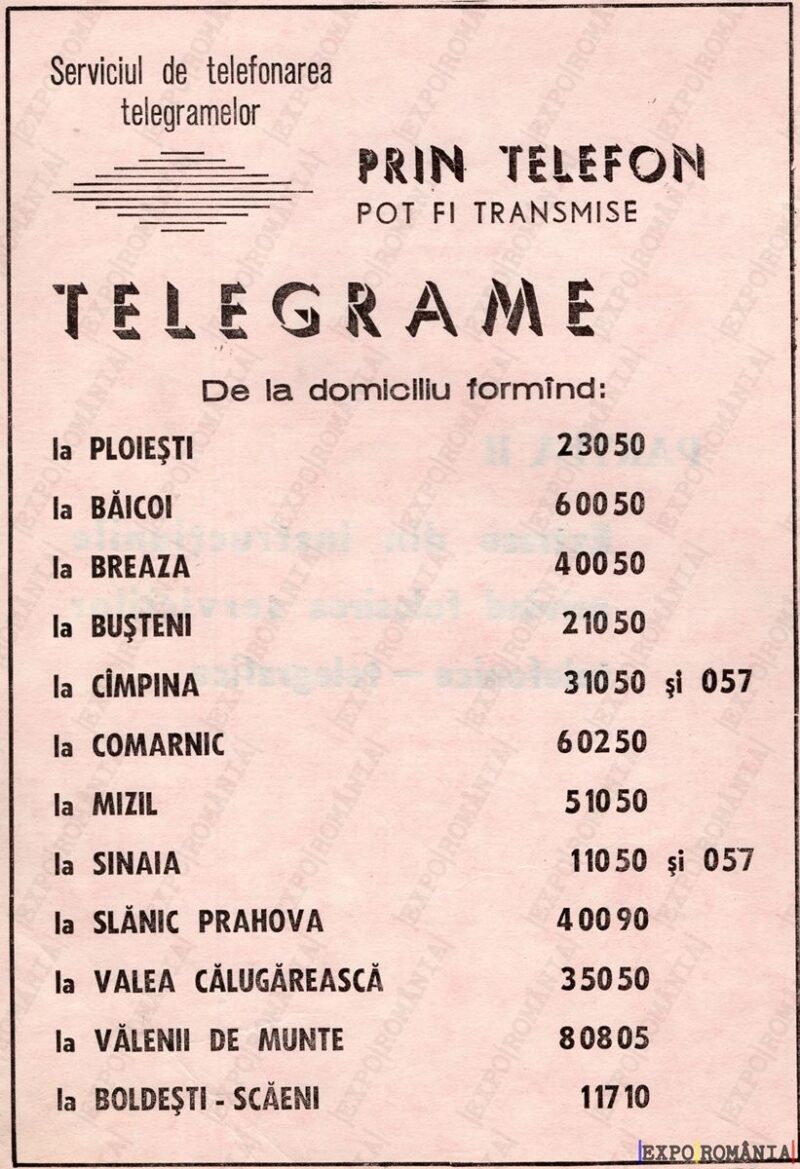 Serviciul de telefonarea
telegramelor
PRIN TELEFON
POT FI TRANSMISE
TELEGRAME
De la domiciliu formînd:
la PLOIEŞTI 23050
la BĂICOI 60050
la BREAZA 40050
la BUŞTENI 21050
la CÎMPINA 31050 şi 057
la COMARNIC 60250
la MIZIL 51050
la SINAIA 11050 şi 057
la SLĂNIC PRAHOVA 40090
la VALEA CĂLUGĂREASCĂ 35050
la VĂLENII DE MUNTE 80805
la BOLDEŞTI - SCĂENI 11710
|EXPO|ROMÂNIA|